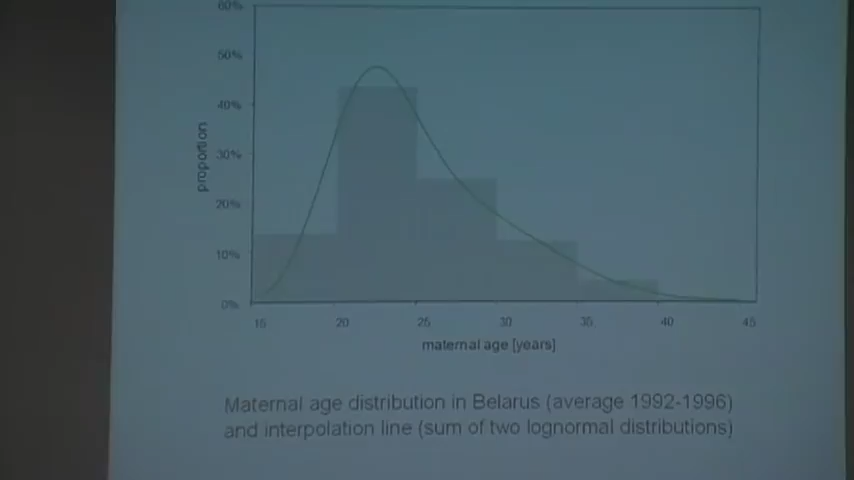 60%
50%
40%
30%
20%
10%
0%
proportion
15 20 25 30 35 40 45
maternal age [years]
Maternal age distribution in Belarus (average 1992-1996)
and interpolation line (sum of two lognormal distributions)